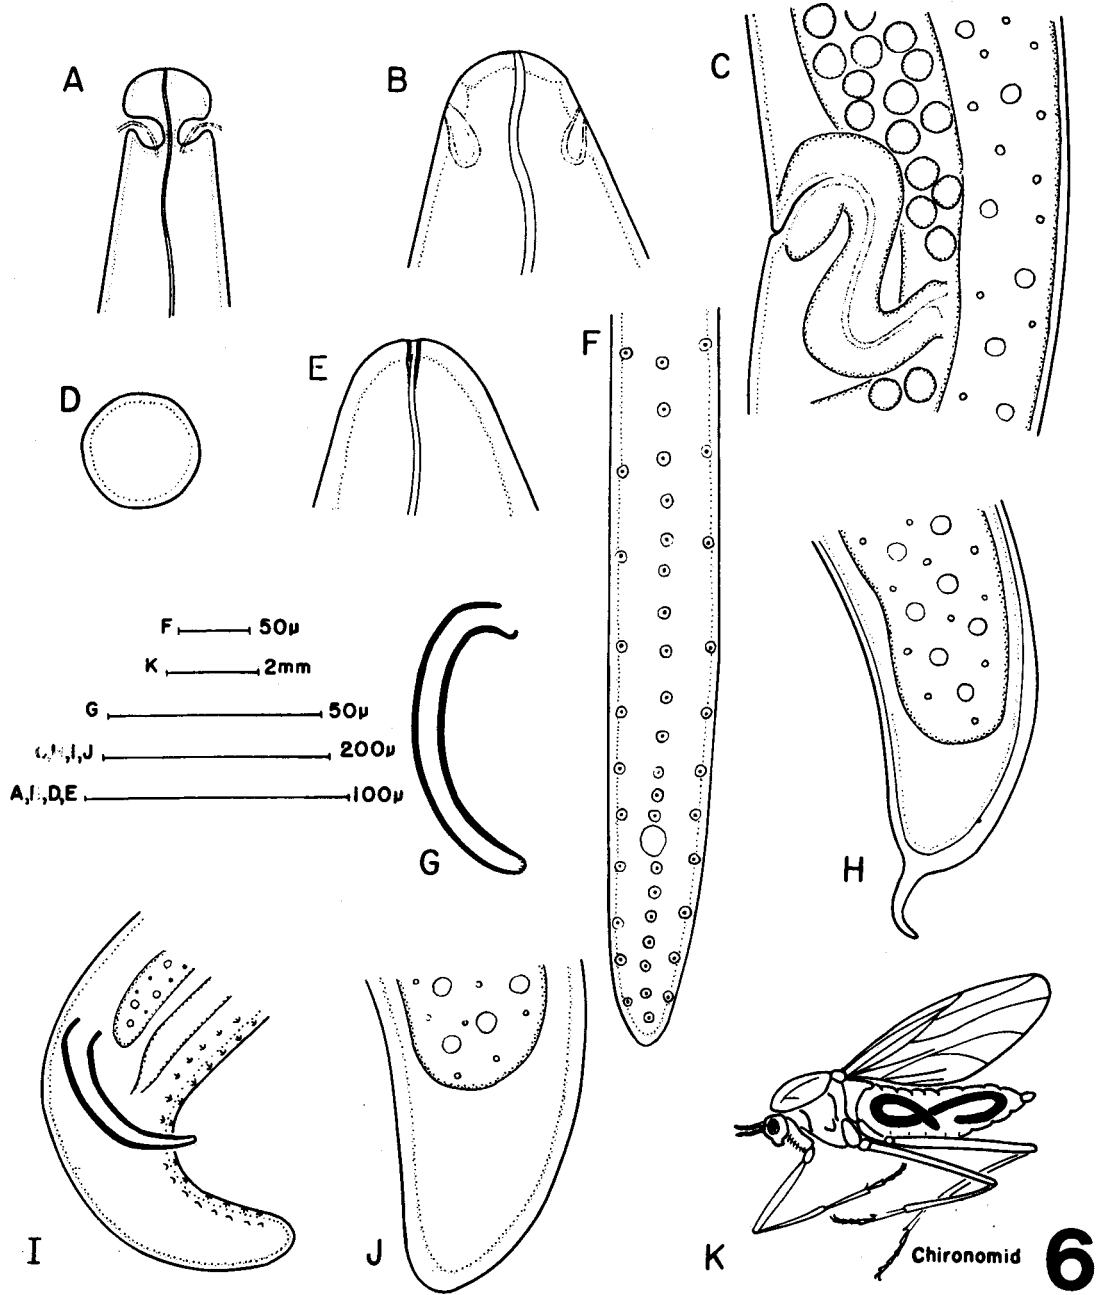 A
B
C
D
E
F
F 50μ
K 2mm
G 50μ
I,J 200μ
A, D,E 100μ
G
H
I
J
K
Chironomid
6